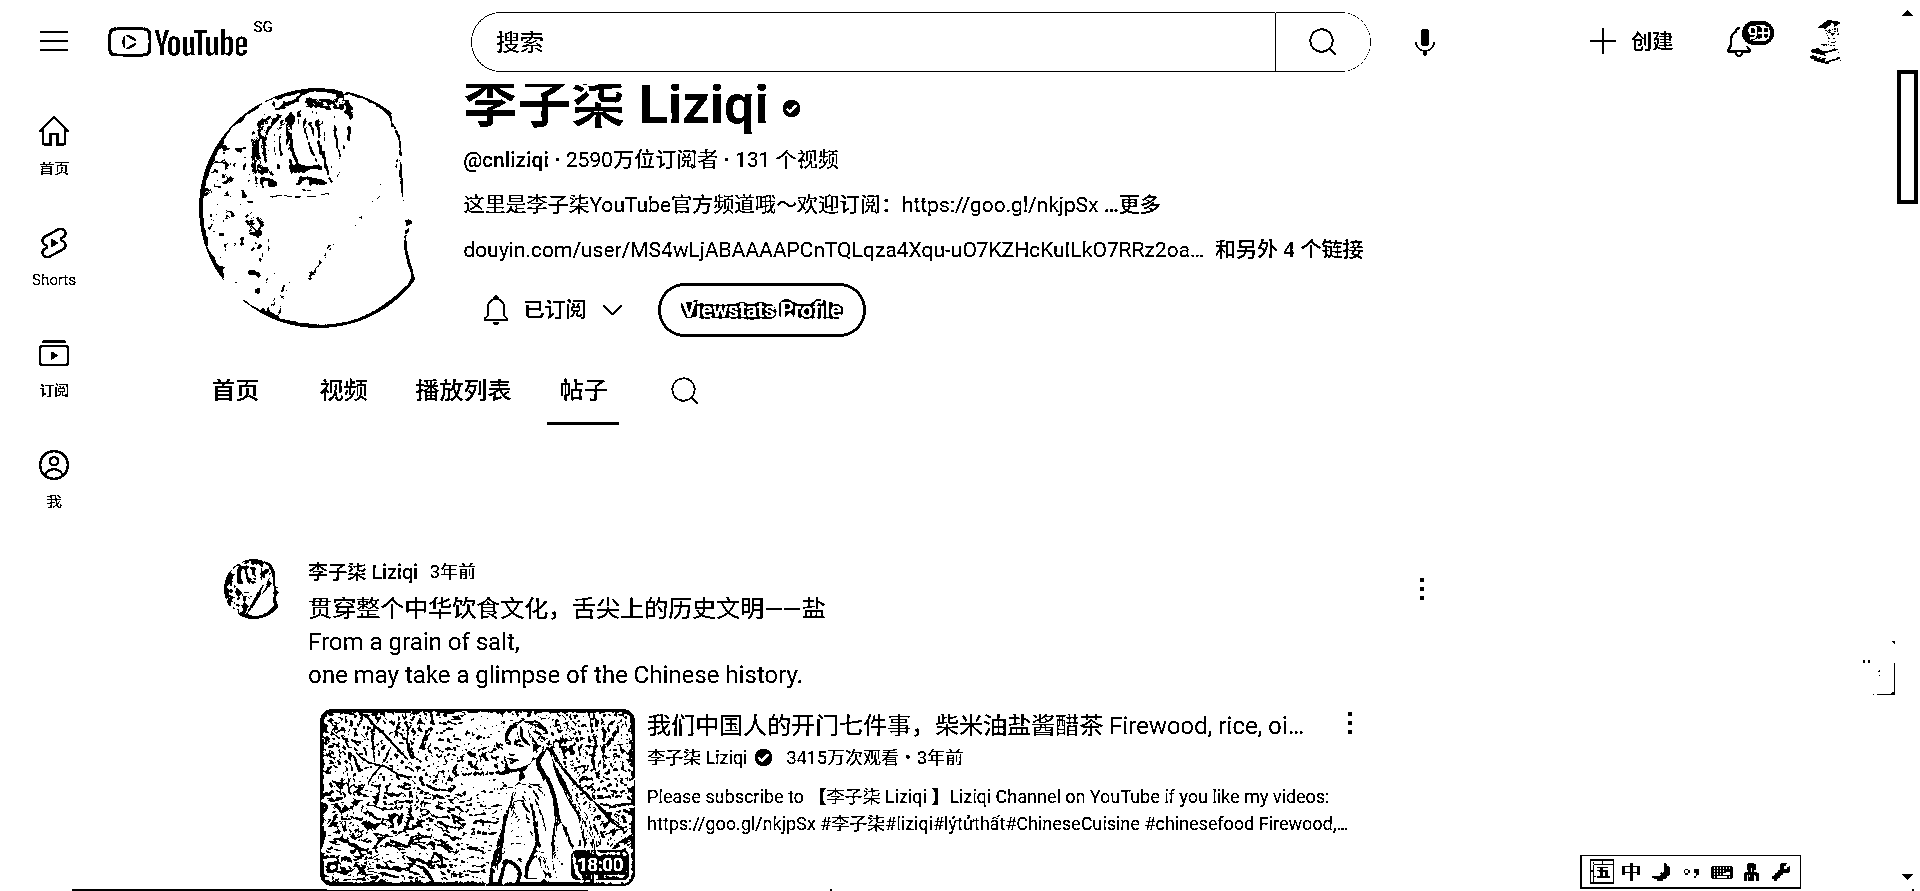 YouTube SG
搜索
创建
9+
首页
Shorts
订阅
我
李子柒 Liziqi
@cnliziqi · 2590万位订阅者 · 131 个视频
这里是李子柒YouTube官方频道哦～欢迎订阅：https://goo.gl/nkjpSx ...更多
douyin.com/user/MS4wLjABAAAAPCnTQLqza4Xqu-uO7KZHcKuILkO7RRz2oa... 和另外 4 个链接
已订阅
Viewstats Profile
首页 视频 播放列表 帖子
李子柒 Liziqi 3年前
贯穿整个中华饮食文化，舌尖上的历史文明——盐
From a grain of salt,
one may take a glimpse of the Chinese history.
我们中国人的开门七件事，柴米油盐酱醋茶 Firewood, rice, oi...
李子柒 Liziqi 3415万次观看 · 3年前
Please subscribe to 【李子柒 Liziqi 】Liziqi Channel on YouTube if you like my videos:
https://goo.gl/nkjpSx #李子柒#liziqi#lýtửthất#ChineseCuisine #chinesefood Firewood,...
18:00
五 中